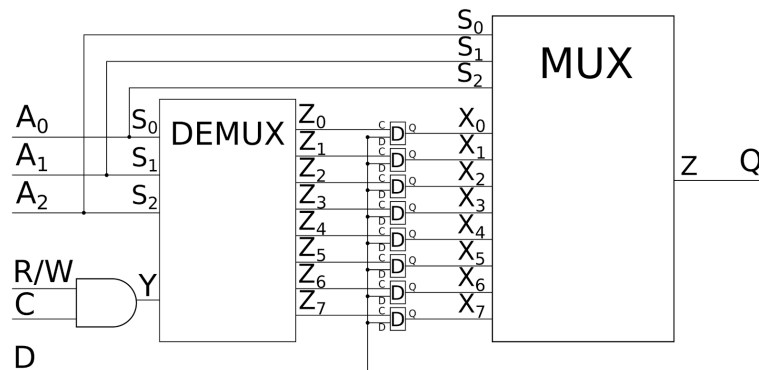 S₀
S₁
MUX
S₂
A₀ S₀ DEMUX Z₀ C D Q X₀
D
Z₁ C D Q X₁
D
A₁ S₁ Z₂ C D Q X₂ Z Q
D
A₂ S₂ Z₃ C D Q X₃
D
Z₄ C D Q X₄
D
Z₅ C D Q X₅
D
R/W Y Z₆ C D Q X₆
D
C Z₇ C D Q X₇
D
D